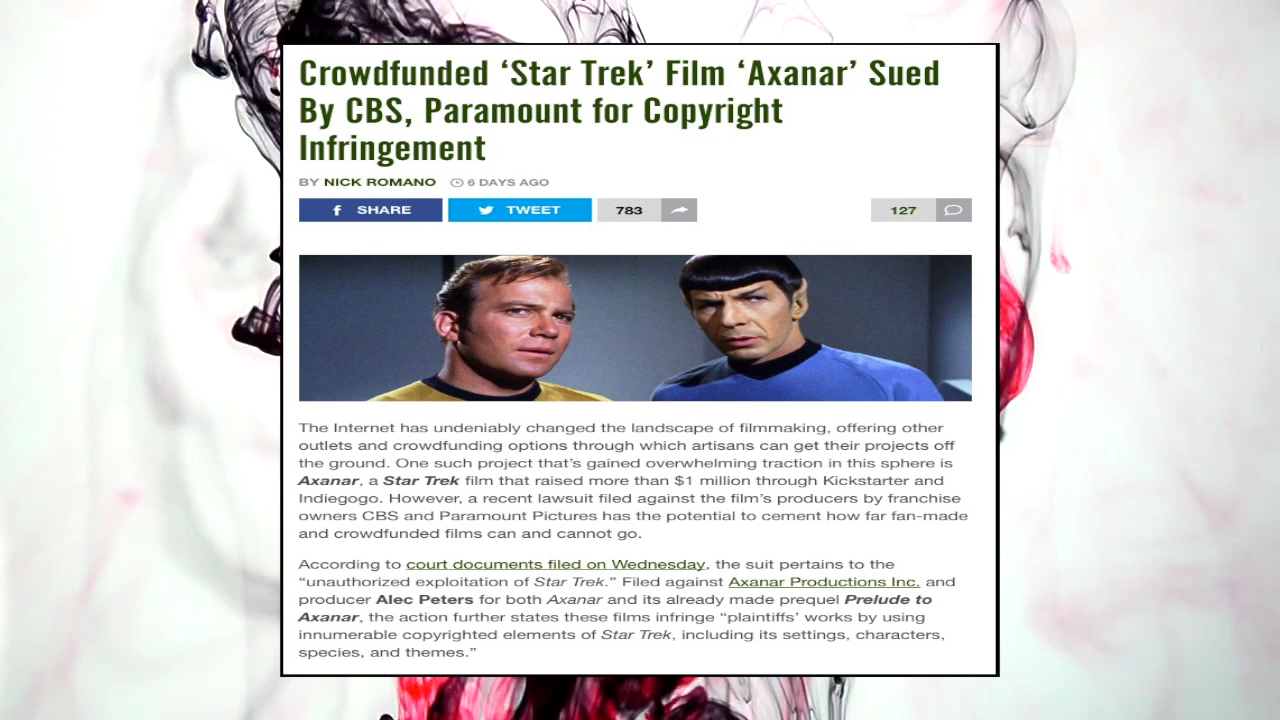 Crowdfunded ‘Star Trek’ Film ‘Axanar’ Sued
By CBS, Paramount for Copyright
Infringement
BY NICK ROMANO 6 DAYS AGO
SHARE TWEET 783 127
The Internet has undeniably changed the landscape of filmmaking, offering other
outlets and crowdfunding options through which artisans can get their projects off
the ground. One such project that’s gained overwhelming traction in this sphere is
Axanar, a Star Trek film that raised more than $1 million through Kickstarter and
Indiegogo. However, a recent lawsuit filed against the film’s producers by franchise
owners CBS and Paramount Pictures has the potential to cement how far fan-made
and crowdfunded films can and cannot go.
According to court documents filed on Wednesday, the suit pertains to the
“unauthorized exploitation of Star Trek.” Filed against Axanar Productions Inc. and
producer Alec Peters for both Axanar and its already made prequel Prelude to
Axanar, the action further states these films infringe “plaintiffs’ works by using
innumerable copyrighted elements of Star Trek, including its settings, characters,
species, and themes.”